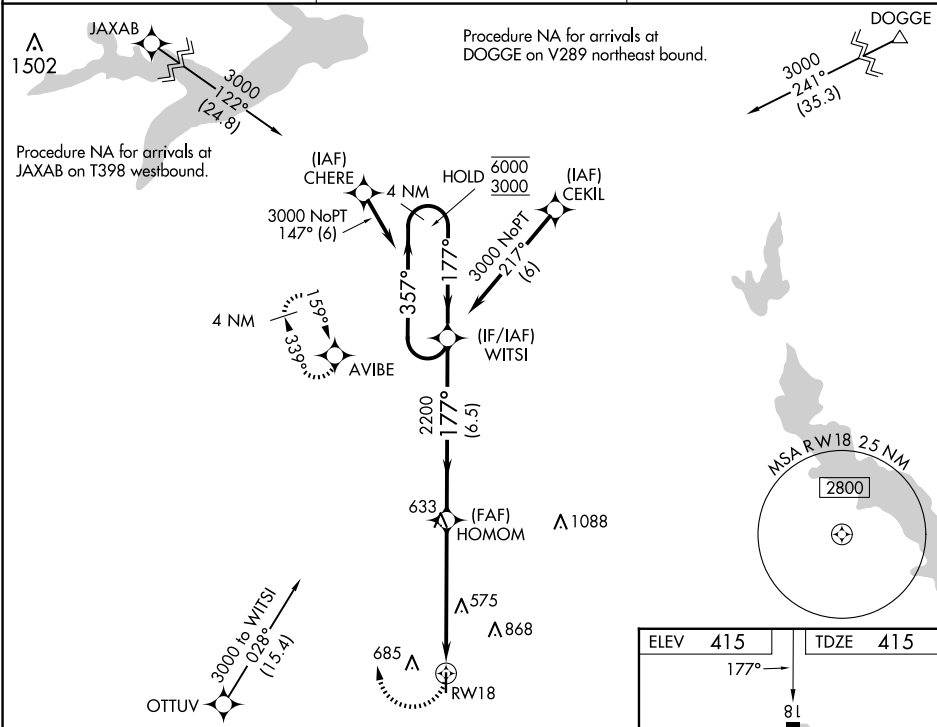 JAXAB
1502
3000
122°
(24.8)
Procedure NA for arrivals at
DOGGE on V289 northeast bound.
DOGGE
3000
241°
(35.3)
Procedure NA for arrivals at
JAXAB on T398 westbound.
(IAF)
CHERE
3000 NoPT
147° (6)
4 NM
HOLD
6000
3000
(IAF)
CEKIL
3000 NoPT
217°
(6)
357°
177°
(IF/IAF)
WITSI
4 NM
159°
339°
AVIBE
2200
177°
(6.5)
633
(FAF)
HOMOM
1088
MSA RW18 25 NM
2800
575
868
685
RW18
3000 to WITSI
028°
(15.4)
OTTUV
ELEV 415
TDZE 415
177°
18